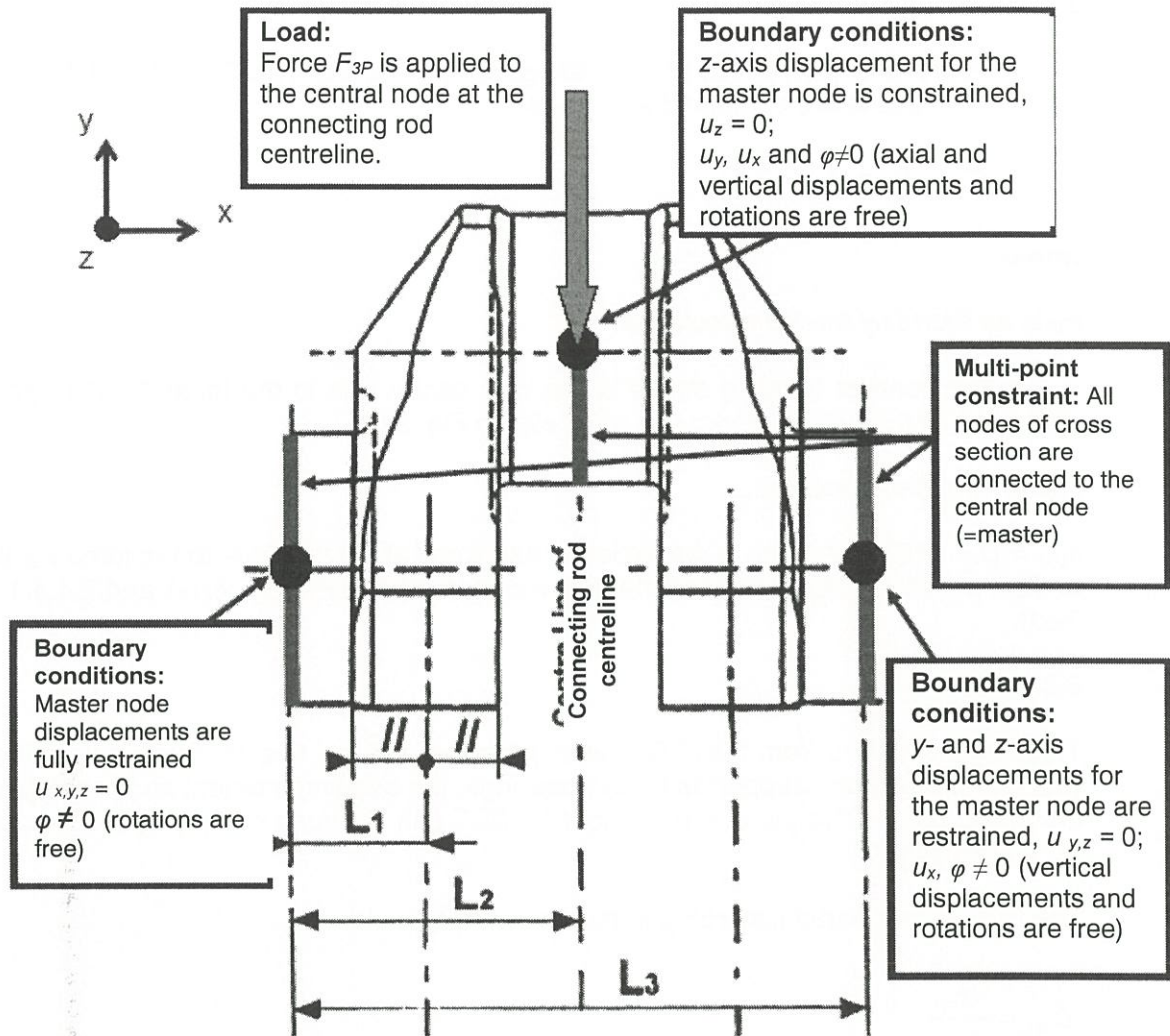 Load:
Force F3P is applied to
the central node at the
connecting rod
centreline.
Boundary conditions:
z-axis displacement for the
master node is constrained,
uz = 0;
uy, ux and φ≠0 (axial and
vertical displacements and
rotations are free)
y
x
z
Multi-point
constraint: All
nodes of cross
section are
connected to the
central node
(=master)
Connecting rod
centreline
Boundary
conditions:
Master node
displacements are
fully restrained
u x,y,z = 0
φ ≠ 0 (rotations are
free)
Boundary
conditions:
y- and z-axis
displacements for
the master node are
restrained, u y,z = 0;
ux, φ ≠ 0 (vertical
displacements and
rotations are free)
// //
L1
L2
L3